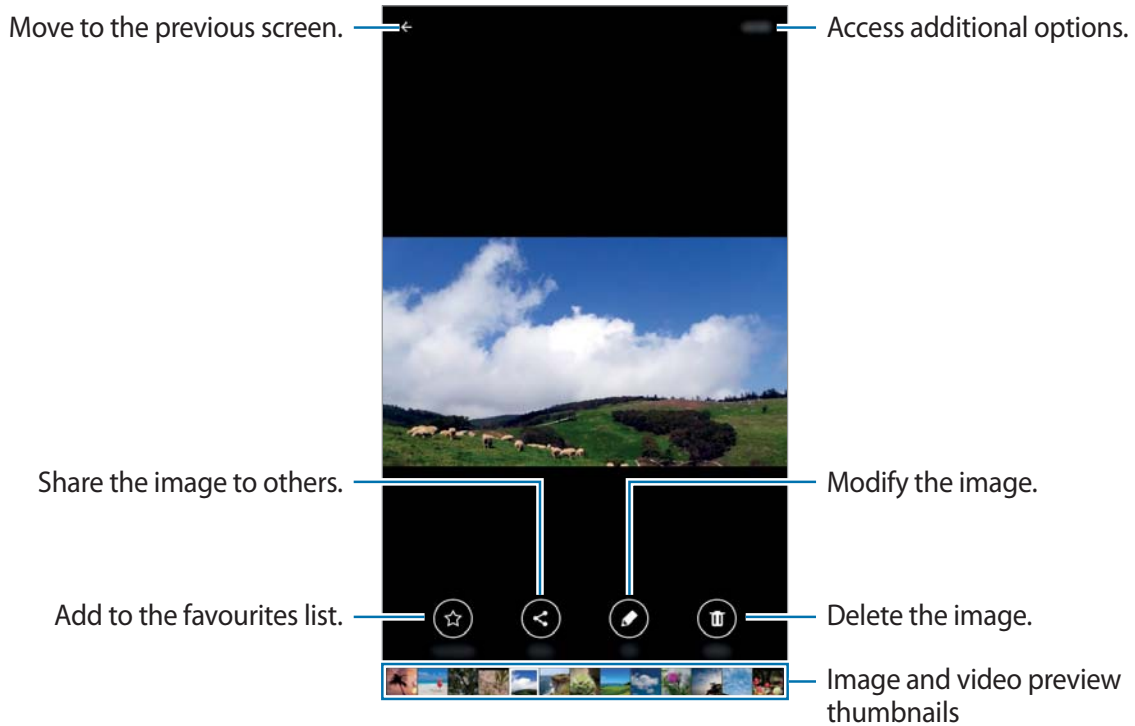 Move to the previous screen.
Access additional options.
Share the image to others.
Modify the image.
Add to the favourites list.
Delete the image.
Image and video preview
thumbnails